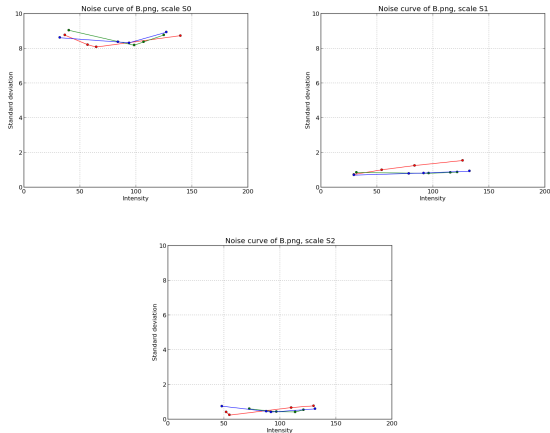 Noise curve of B.png, scale S0
10
8
6
4
2
0
0 50 100 150 200
Standard deviation
Intensity
Noise curve of B.png, scale S1
10
8
6
4
2
0
0 50 100 150 200
Standard deviation
Intensity
Noise curve of B.png, scale S2
10
8
6
4
2
0
0 50 100 150 200
Standard deviation
Intensity